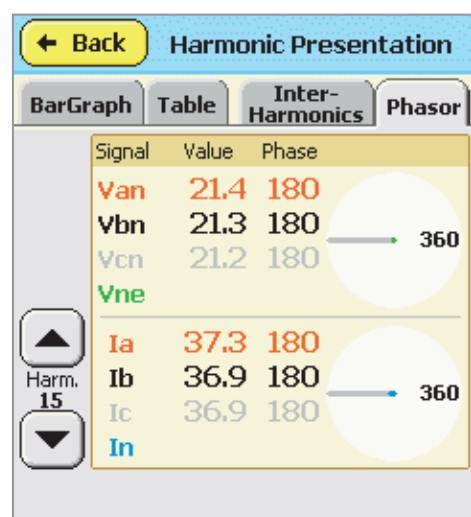 ← Back Harmonic Presentation
BarGraph Table Inter-Harmonics Phasor
Signal Value Phase
Van 21.4 180
Vbn 21.3 180
360
Vcn 21.2 180
Vne
Ia 37.3 180
Harm. Ib 36.9 180
15
360
Ic 36.9 180
In